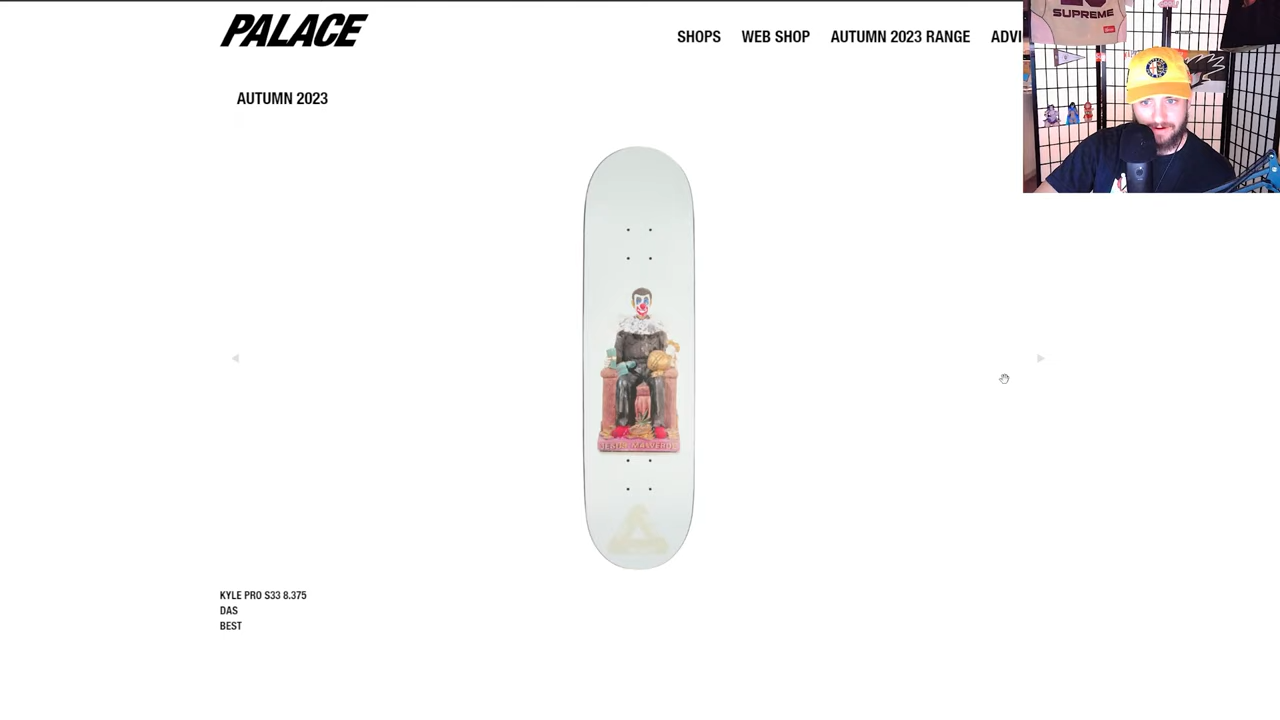 PALACE
SHOPS WEB SHOP AUTUMN 2023 RANGE ADVI
SUPREME
AUTUMN 2023
KYLE PRO S33 8.375
DAS
BEST